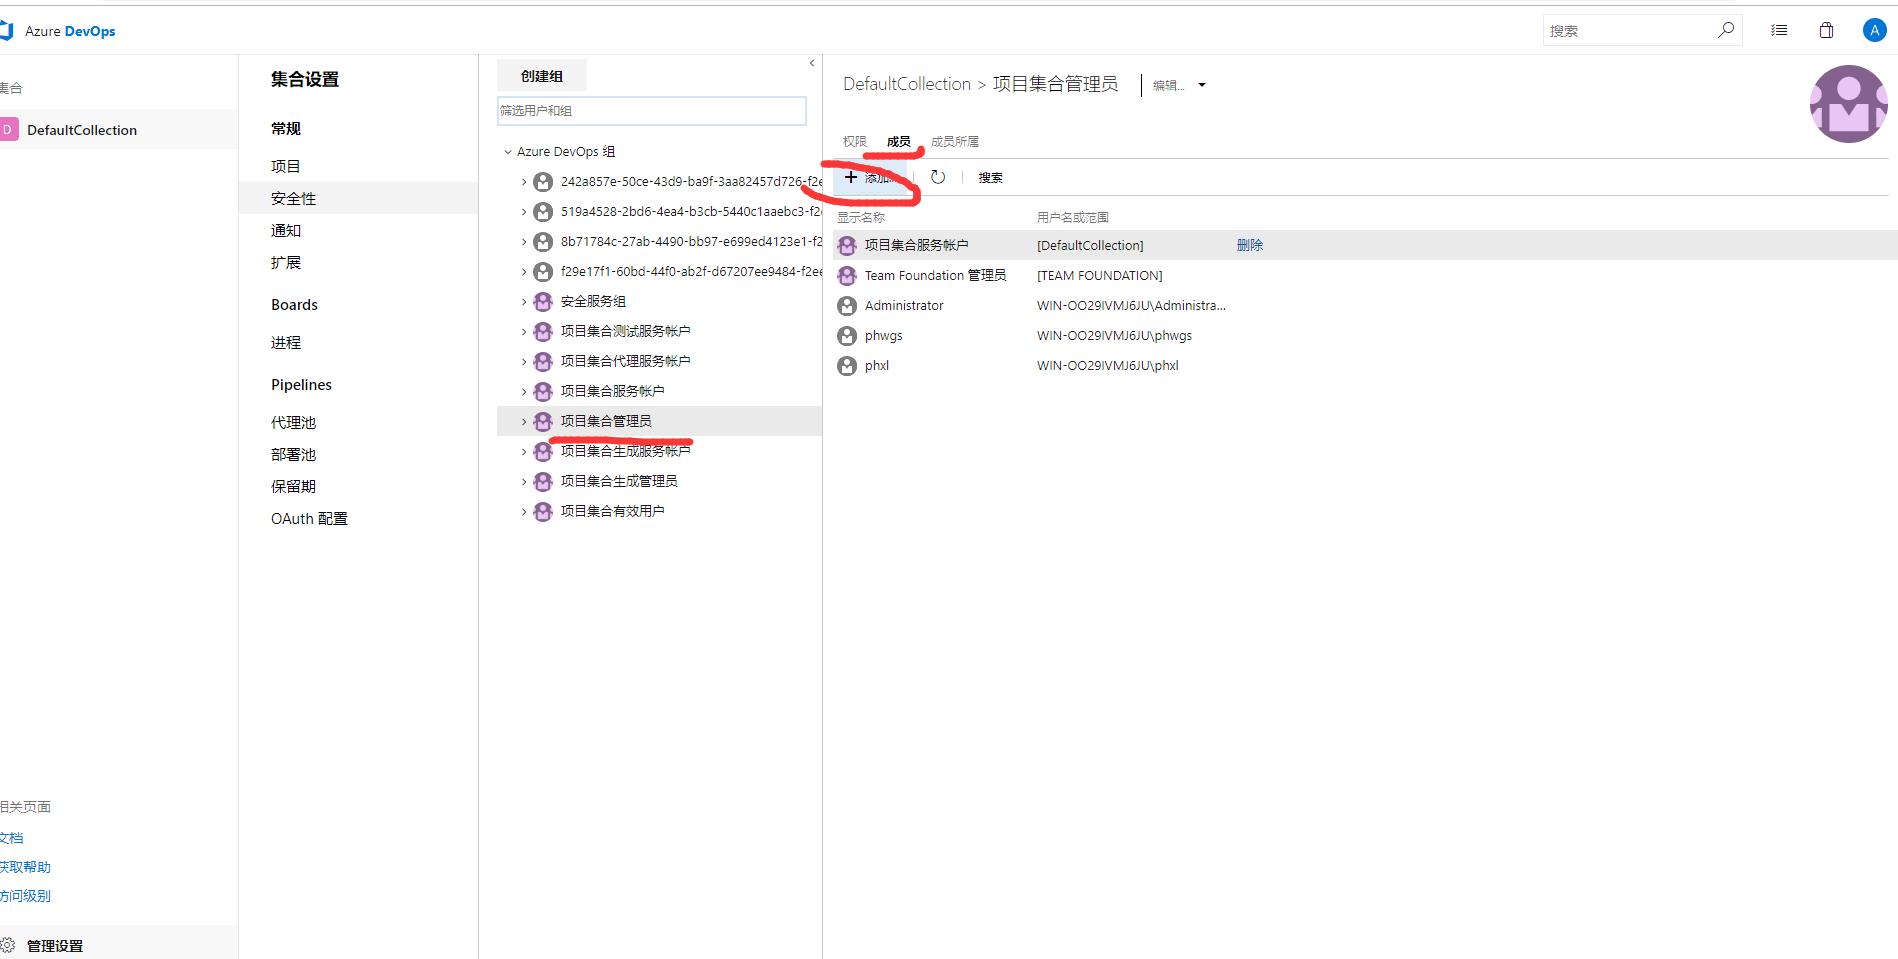 Azure DevOps
搜索
A
集合
D DefaultCollection
相关页面
文档
获取帮助
访问级别
管理设置
集合设置
常规
项目
安全性
通知
扩展
Boards
进程
Pipelines
代理池
部署池
保留期
OAuth 配置
创建组
筛选用户和组
Azure DevOps 组
242a857e-50ce-43d9-ba9f-3aa82457d726-f2e
519a4528-2bd6-4ea4-b3cb-5440c1aaebc3-f2
8b71784c-27ab-4490-bb97-e699ed4123e1-f2
f29e17f1-60bd-44f0-ab2f-d67207ee9484-f2ee
安全服务组
项目集合测试服务帐户
项目集合代理服务帐户
项目集合服务帐户
项目集合管理员
项目集合生成服务帐户
项目集合生成管理员
项目集合有效用户
DefaultCollection > 项目集合管理员 编辑...
权限 成员 成员所属
添加... 搜索
显示名称 用户名或范围
项目集合服务帐户 [DefaultCollection] 删除
Team Foundation 管理员 [TEAM FOUNDATION]
Administrator WIN-OO29IVMJ6JU\Administra...
phwgs WIN-OO29IVMJ6JU\phwgs
phxl WIN-OO29IVMJ6JU\phxl